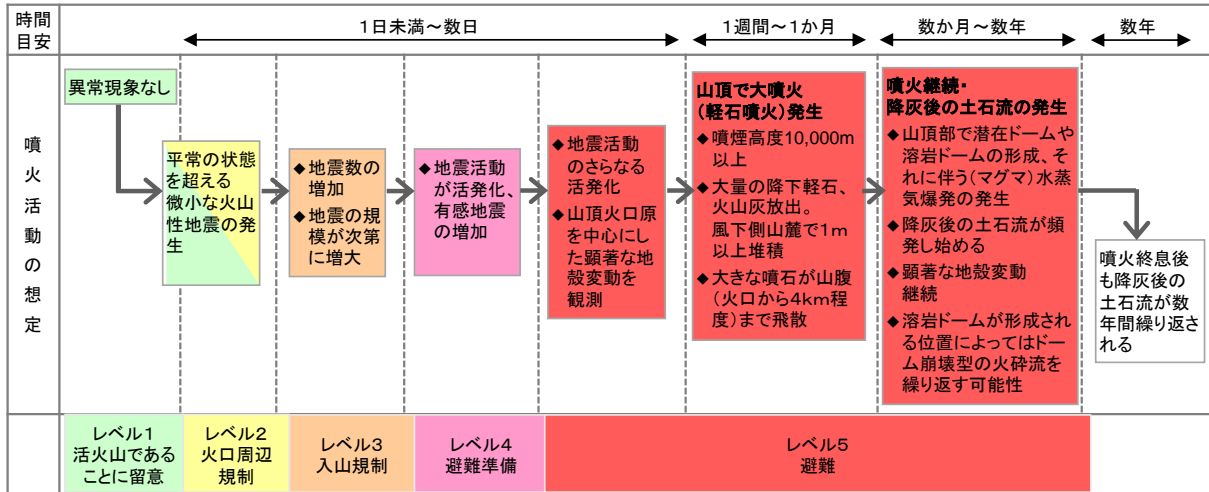 時間
目安
1日未満~数日
1週間~1か月
数か月~数年
数年
噴火活動の想定
異常現象なし
平常の状態
を超える
微小な火山
性地震の発
生
◆地震数の
増加
◆地震の規
模が次第
に増大
◆地震活動
が活発化、
有感地震
の増加
◆地震活動
のさらなる
活発化
◆山頂火口原
を中心にし
た顕著な地
殻変動を
観測
山頂で大噴火
(軽石噴火)発生
◆噴煙高度10,000m
以上
◆大量の降下軽石、
火山灰放出。
風下側山麓で1m
以上堆積
◆大きな噴石が山腹
(火口から4km程
度)まで飛散
噴火継続・
降灰後の土石流の発生
◆山頂部で潜在ドームや
溶岩ドームの形成、そ
れに伴う(マグマ)水蒸
気爆発の発生
◆降灰後の土石流が頻
発し始める
◆顕著な地殻変動
継続
◆溶岩ドームが形成され
る位置によってはドー
ム崩壊型の火砕流を
繰り返す可能性
噴火終息後
も降灰後の
土石流が数
年間繰り返さ
れる
レベル1
活火山である
ことに留意
レベル2
火口周辺
規制
レベル3
入山規制
レベル4
避難準備
レベル5
避難